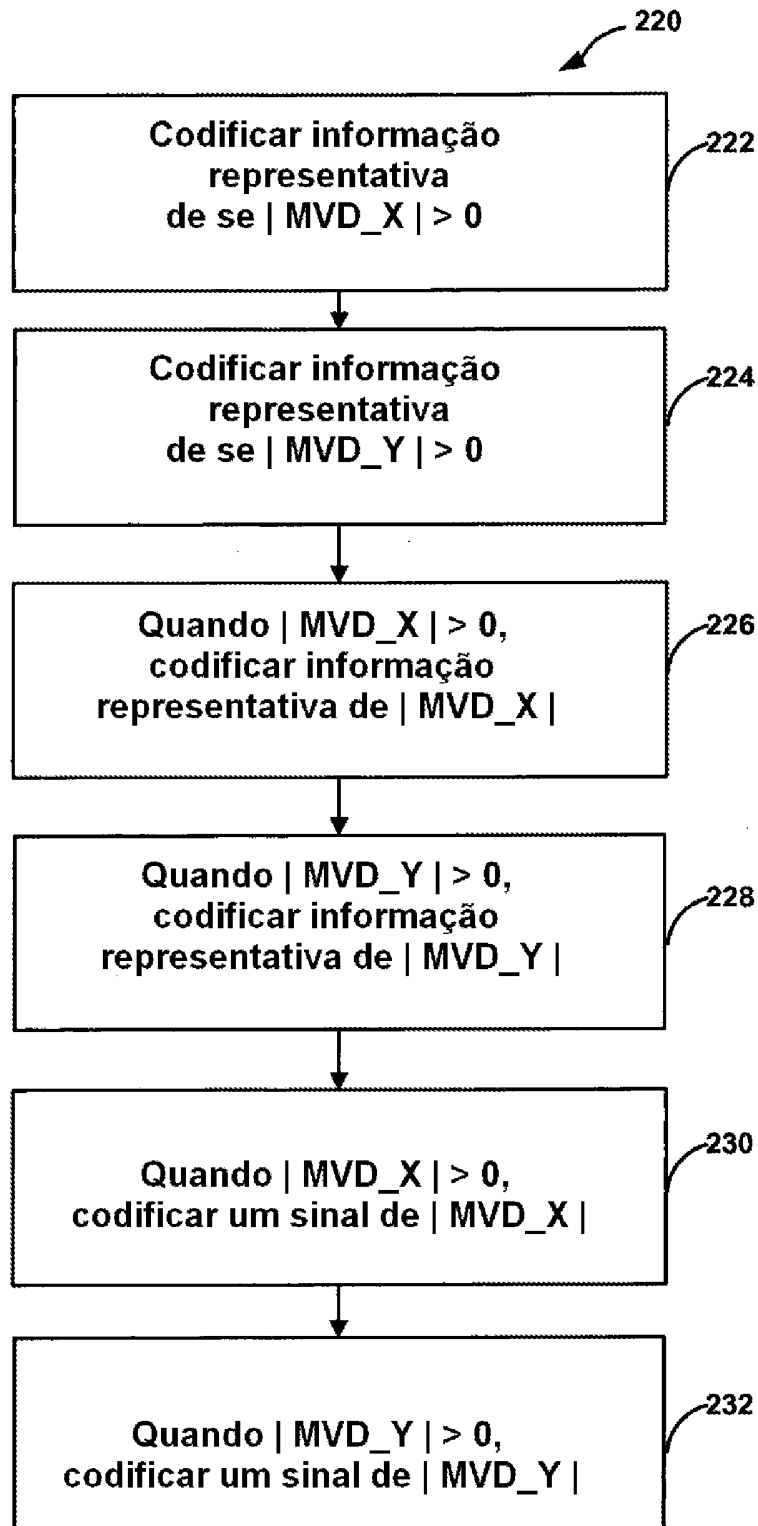 220
Codificar informação
representativa
de se | MVD_X | > 0
222
Codificar informação
representativa
de se | MVD_Y | > 0
224
Quando | MVD_X | > 0,
codificar informação
representativa de | MVD_X |
226
Quando | MVD_Y | > 0,
codificar informação
representativa de | MVD_Y |
228
Quando | MVD_X | > 0,
codificar um sinal de | MVD_X |
230
Quando | MVD_Y | > 0,
codificar um sinal de | MVD_Y |
232